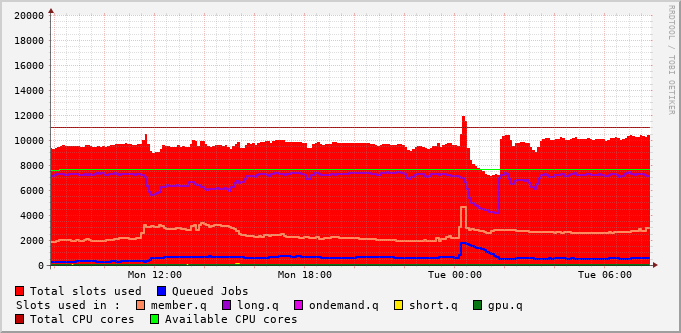 RRDTOOL / TOBI OETIKER
20000
18000
16000
14000
12000
10000
8000
6000
4000
2000
0
Mon 12:00 Mon 18:00 Tue 00:00 Tue 06:00
Total slots used Queued Jobs
Slots used in : member.q long.q ondemand.q short.q gpu.q
Total CPU cores Available CPU cores